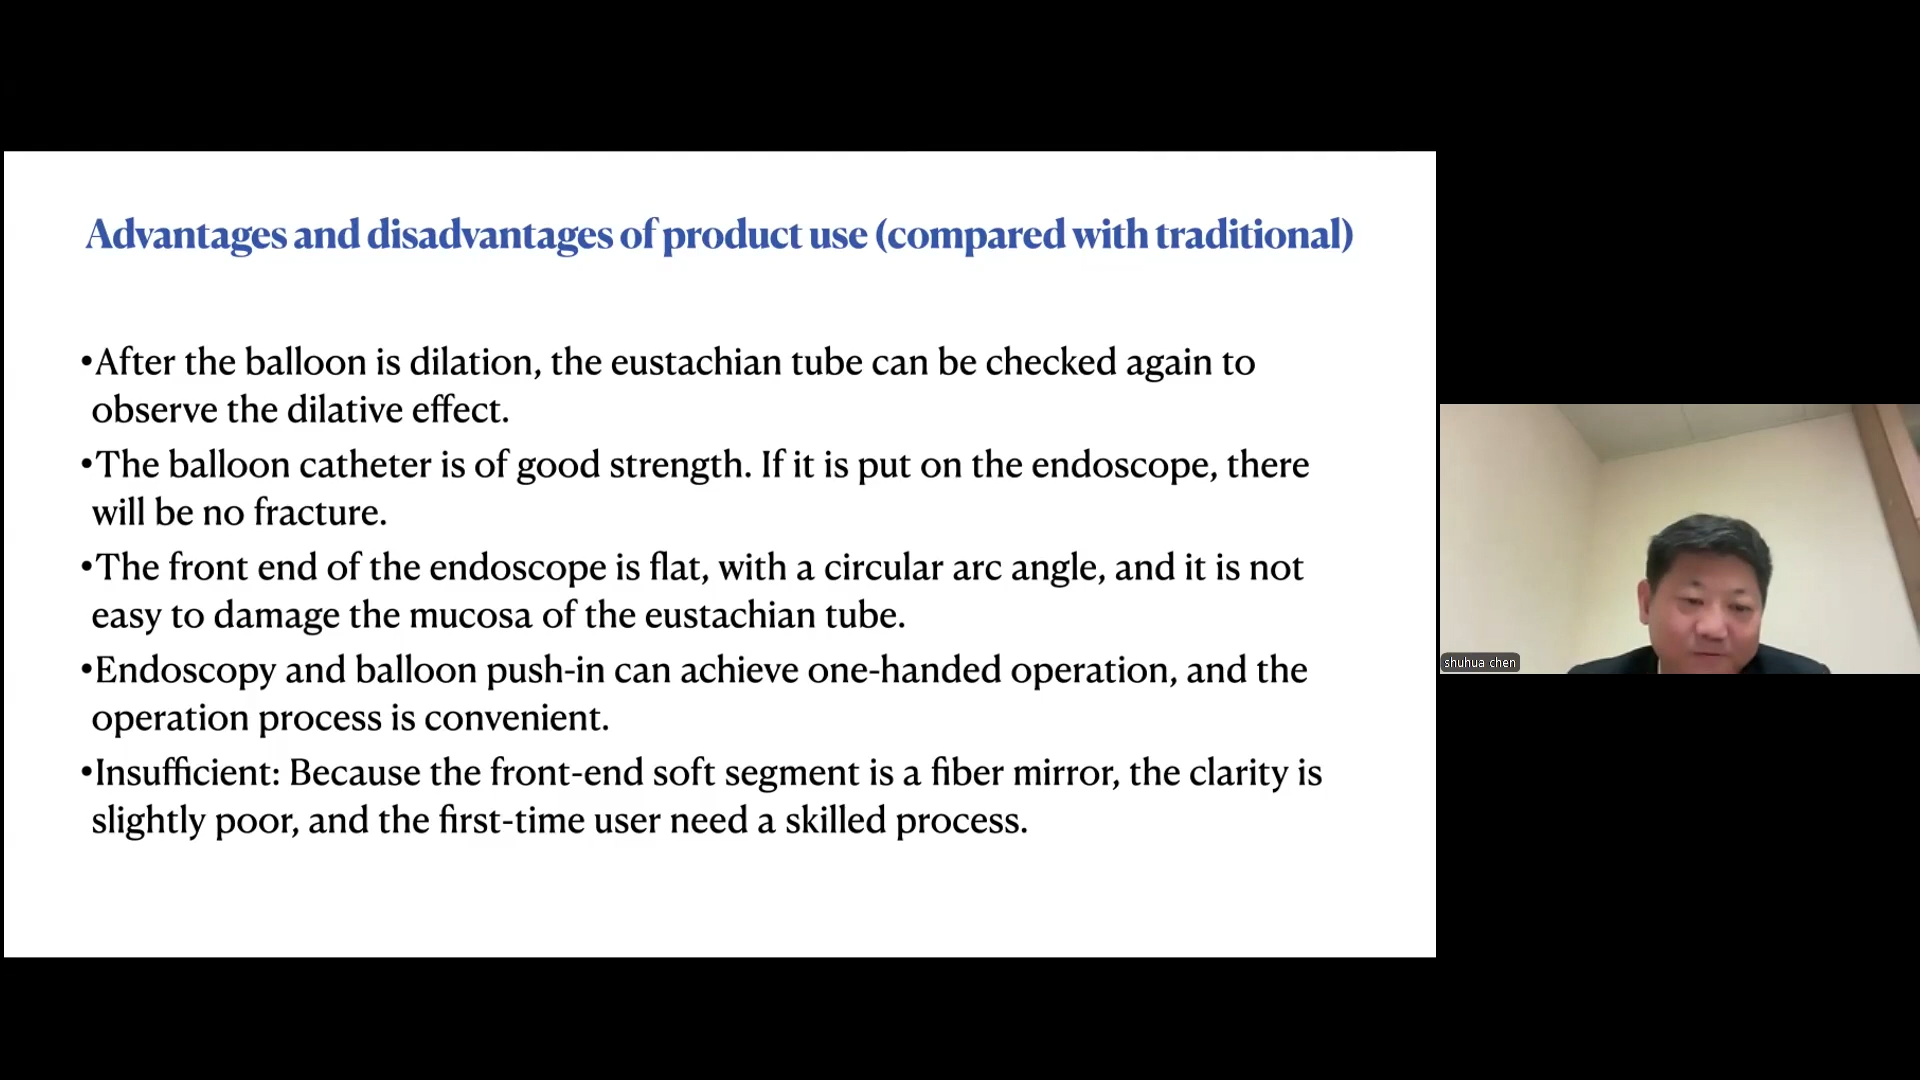 Advantages and disadvantages of product use (compared with traditional)
•After the balloon is dilation, the eustachian tube can be checked again to
observe the dilative effect.
•The balloon catheter is of good strength. If it is put on the endoscope, there
will be no fracture.
•The front end of the endoscope is flat, with a circular arc angle, and it is not
easy to damage the mucosa of the eustachian tube.
•Endoscopy and balloon push-in can achieve one-handed operation, and the
operation process is convenient.
•Insufficient: Because the front-end soft segment is a fiber mirror, the clarity is
slightly poor, and the first-time user need a skilled process.
shuhua chen